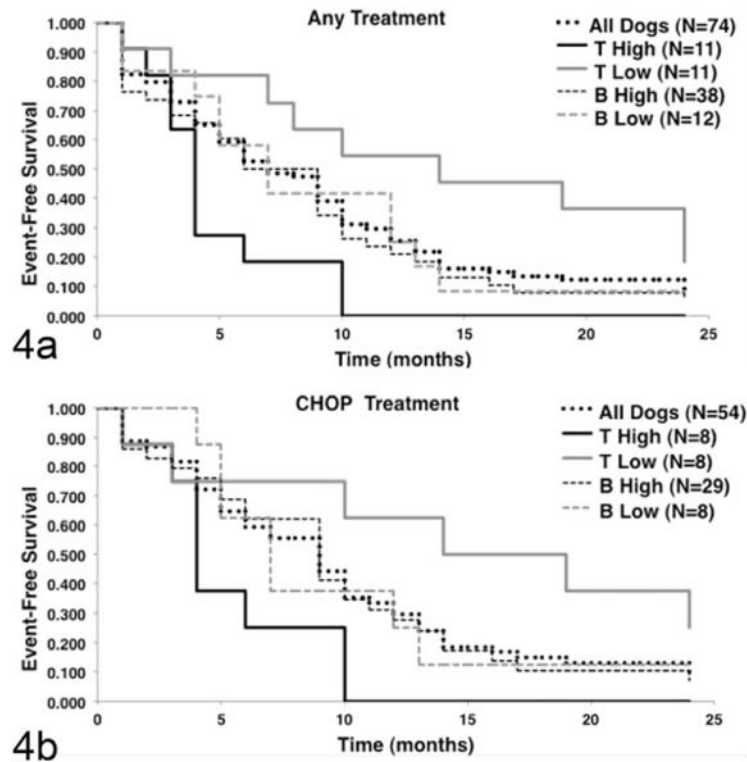 Any Treatment
Event-Free Survival
1.000
0.900
0.800
0.700
0.600
0.500
0.400
0.300
0.200
0.100
0.000
All Dogs (N=74)
T High (N=11)
T Low (N=11)
B High (N=38)
B Low (N=12)
0 5 10 15 20 25
Time (months)
4a
CHOP Treatment
Event-Free Survival
1.000
0.900
0.800
0.700
0.600
0.500
0.400
0.300
0.200
0.100
0.000
All Dogs (N=54)
T High (N=8)
T Low (N=8)
B High (N=29)
B Low (N=8)
0 5 10 15 20 25
Time (months)
4b